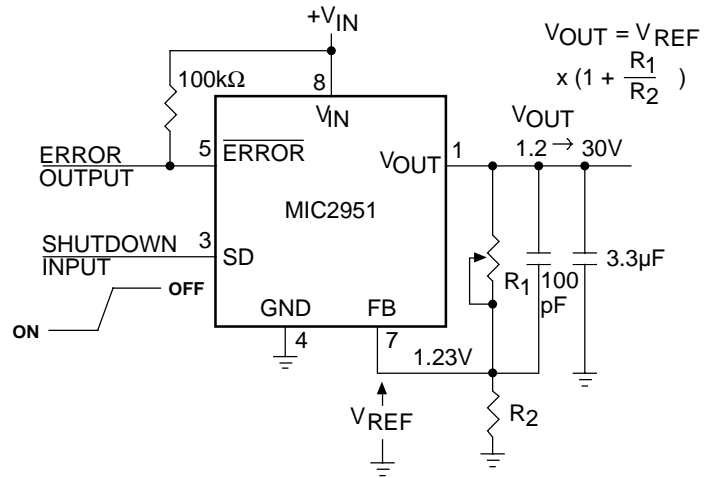 +VIN
VOUT = VREF
x (1 + R1
R2 )
100kΩ
8
VIN
VOUT
1.2 → 30V
ERROR
OUTPUT
5
ERROR
VOUT
1
MIC2951
SHUTDOWN
INPUT
3
SD
R1
100
pF
3.3µF
OFF
ON
GND
FB
4
7
1.23V
VREF
R2